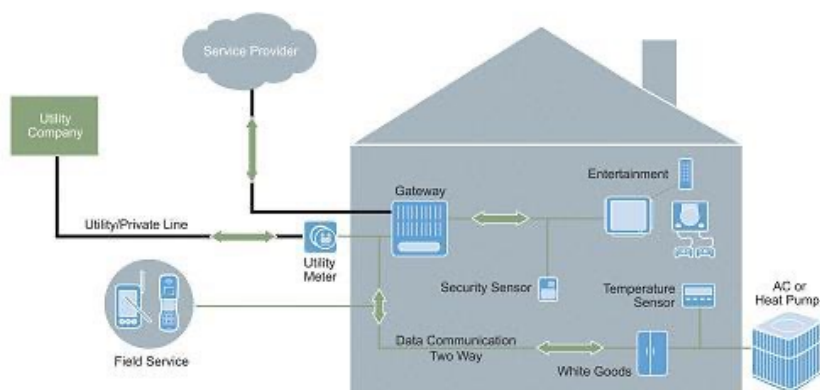 Service Provider
Utility
Company
Entertainment
Gateway
Utility/Private Line
Utility
Meter
Security Sensor
Temperature
Sensor
AC or
Heat Pump
Data Communication
Two Way
Field Service
White Goods